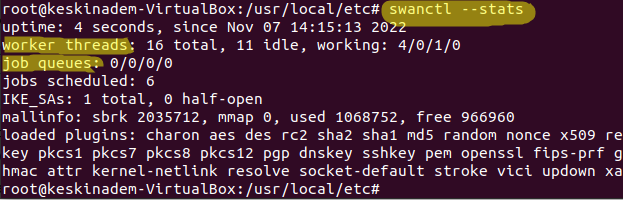 root@keskinadem-VirtualBox:/usr/local/etc# swanctl --stats
uptime: 4 seconds, since Nov 07 14:15:13 2022
worker threads: 16 total, 11 idle, working: 4/0/1/0
job queues: 0/0/0/0
jobs scheduled: 6
IKE_SAs: 1 total, 0 half-open
mallinfo: sbrk 2035712, mmap 0, used 1068752, free 966960
loaded plugins: charon aes des rc2 sha2 sha1 md5 random nonce x509 re
key pkcs1 pkcs7 pkcs8 pkcs12 pgp dnskey sshkey pem openssl fips-prf g
hmac attr kernel-netlink resolve socket-default stroke vici updown xa
root@keskinadem-VirtualBox:/usr/local/etc#